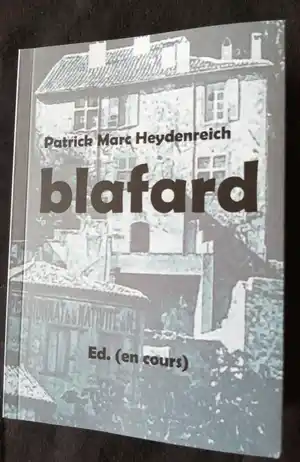 Patrick Marc Heydenreich
blafard
Ed. (en cours)